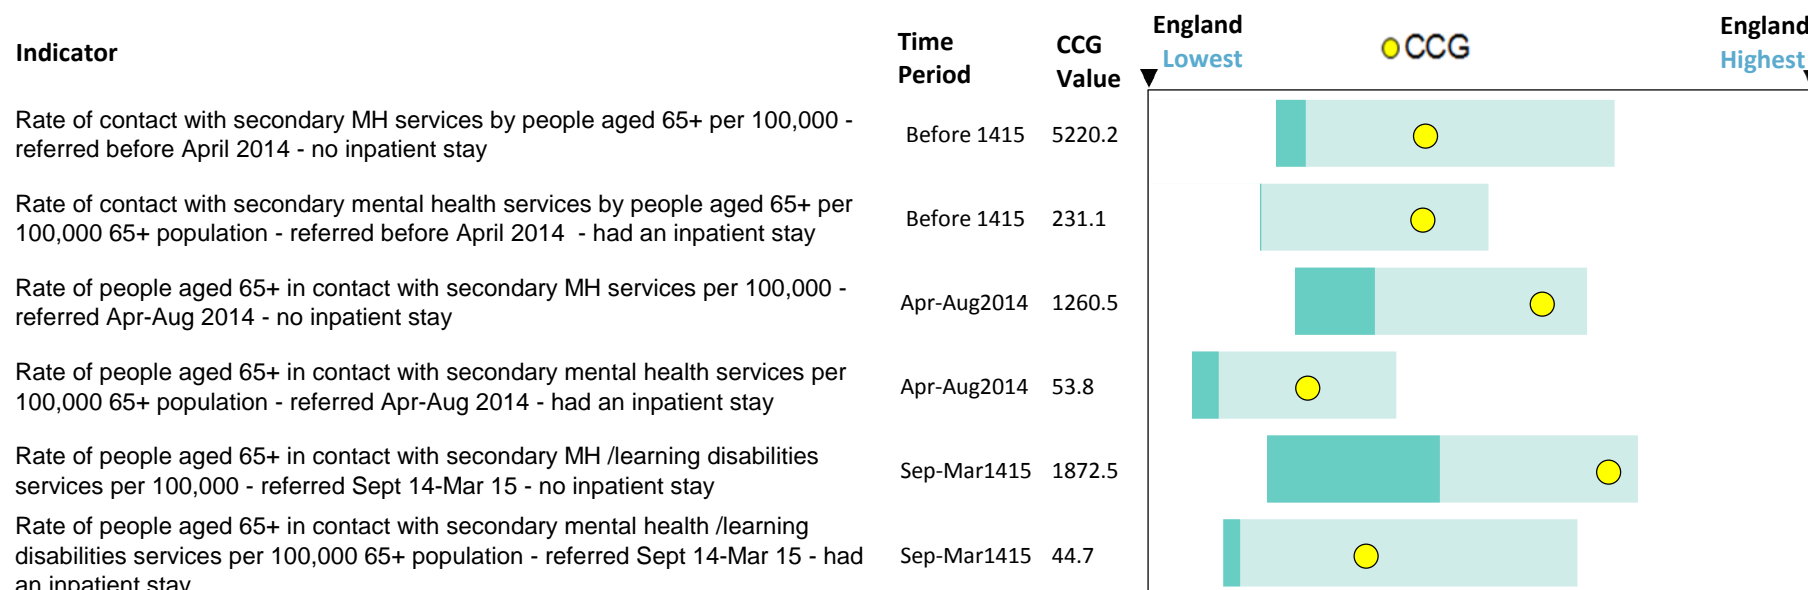 Indicator
Time
Period
CCG
Value
England
Lowest
CCG
England
Highest
Rate of contact with secondary MH services by people aged 65+ per 100,000 -
referred before April 2014 - no inpatient stay
Before 1415
5220.2
Rate of contact with secondary mental health services by people aged 65+ per
100,000 65+ population - referred before April 2014  - had an inpatient stay
Before 1415
231.1
Rate of people aged 65+ in contact with secondary MH services per 100,000 -
referred Apr-Aug 2014 - no inpatient stay
Apr-Aug2014
1260.5
Rate of people aged 65+ in contact with secondary mental health services per
100,000 65+ population - referred Apr-Aug 2014 - had an inpatient stay
Apr-Aug2014
53.8
Rate of people aged 65+ in contact with secondary MH /learning disabilities
services per 100,000 - referred Sept 14-Mar 15 - no inpatient stay
Sep-Mar1415
1872.5
Rate of people aged 65+ in contact with secondary mental health /learning
disabilities services per 100,000 65+ population - referred Sept 14-Mar 15 - had
an inpatient stay
Sep-Mar1415
44.7